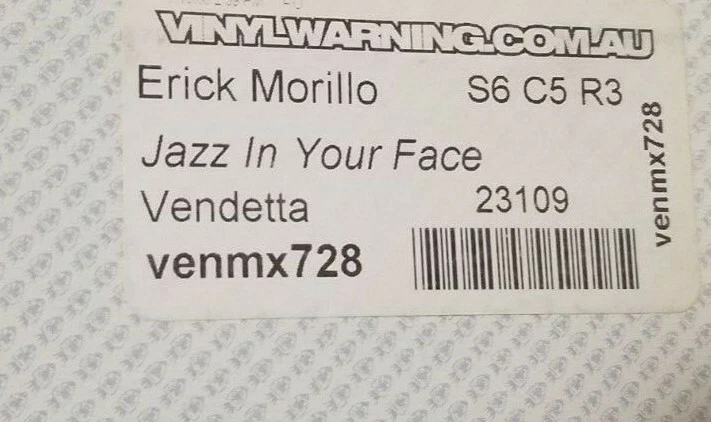 VINYLWARNING.COM.AU
Erick Morillo S6 C5 R3
Jazz In Your Face
Vendetta 23109
venmx728
venmx728